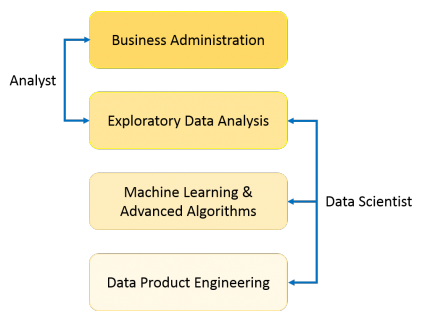 Business Administration
Analyst
Exploratory Data Analysis
Machine Learning &
Advanced Algorithms
Data Scientist
Data Product Engineering